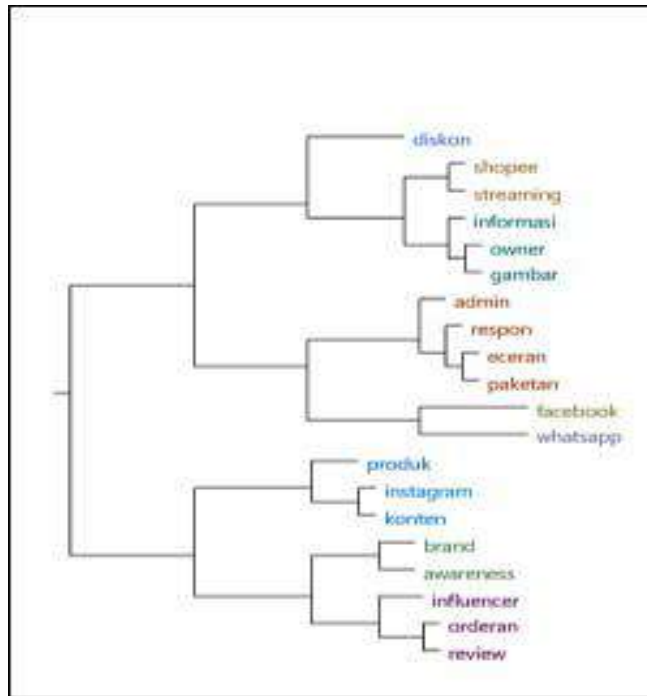 diskon
shopee
streaming
informasi
owner
gambar
admin
respon
eceran
paketan
facebook
whatsapp
produk
instagram
konten
brand
awareness
influencer
orderan
review